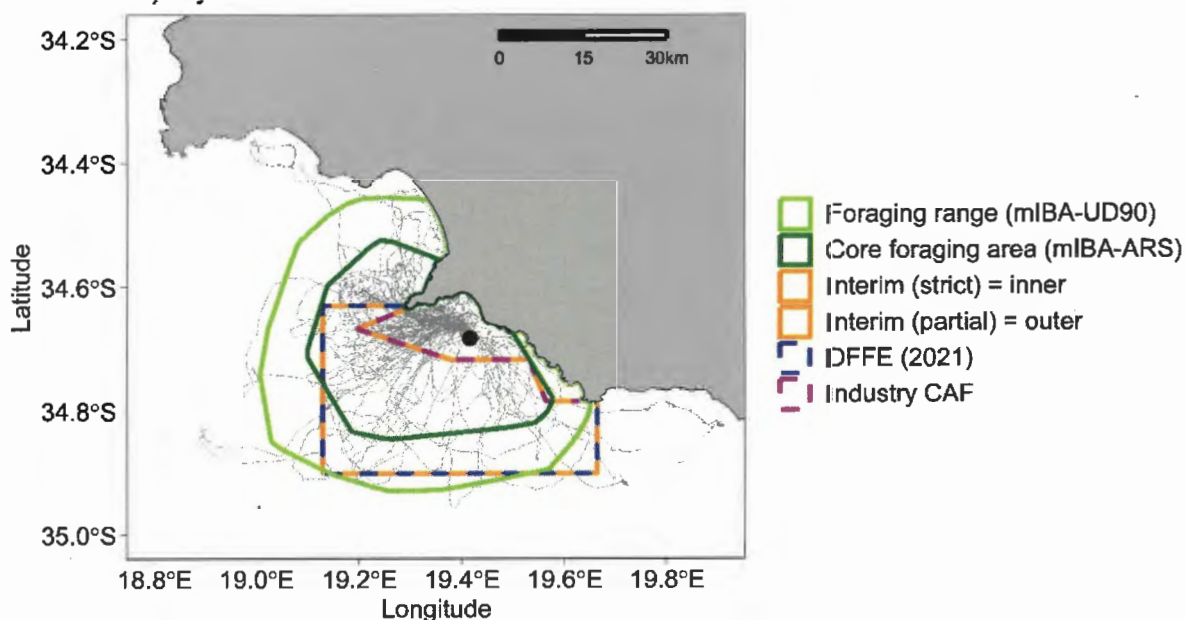 0 15 30km
34.2°S
34.4°S
34.6°S
34.8°S
35.0°S
Latitude
18.8°E 19.0°E 19.2°E 19.4°E 19.6°E 19.8°E
Longitude
Foraging range (mIBA-UD90)
Core foraging area (mIBA-ARS)
Interim (strict) = inner
Interim (partial) = outer
DFFE (2021)
Industry CAF